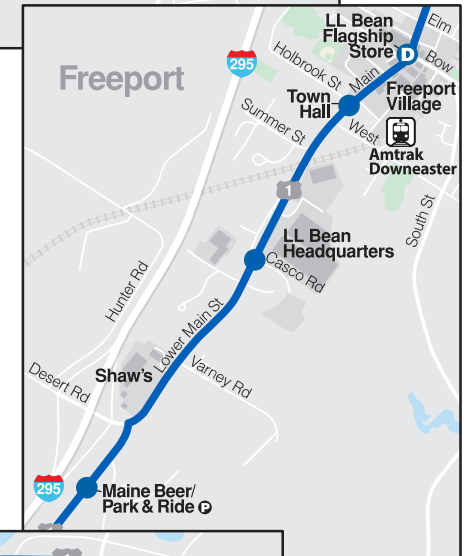 Elm
LL Bean
Flagship
Store
D
Bow
Holbrook St
Main
295
Freeport
Freeport
Village
Town
Hall
West
Summer St
Amtrak
Downeaster
1
South St
LL Bean
Headquarters
Casco Rd
Hunter Rd
Lower Main St
Shaw's
Varney Rd
Desert Rd
295
Maine Beer/
Park & Ride P